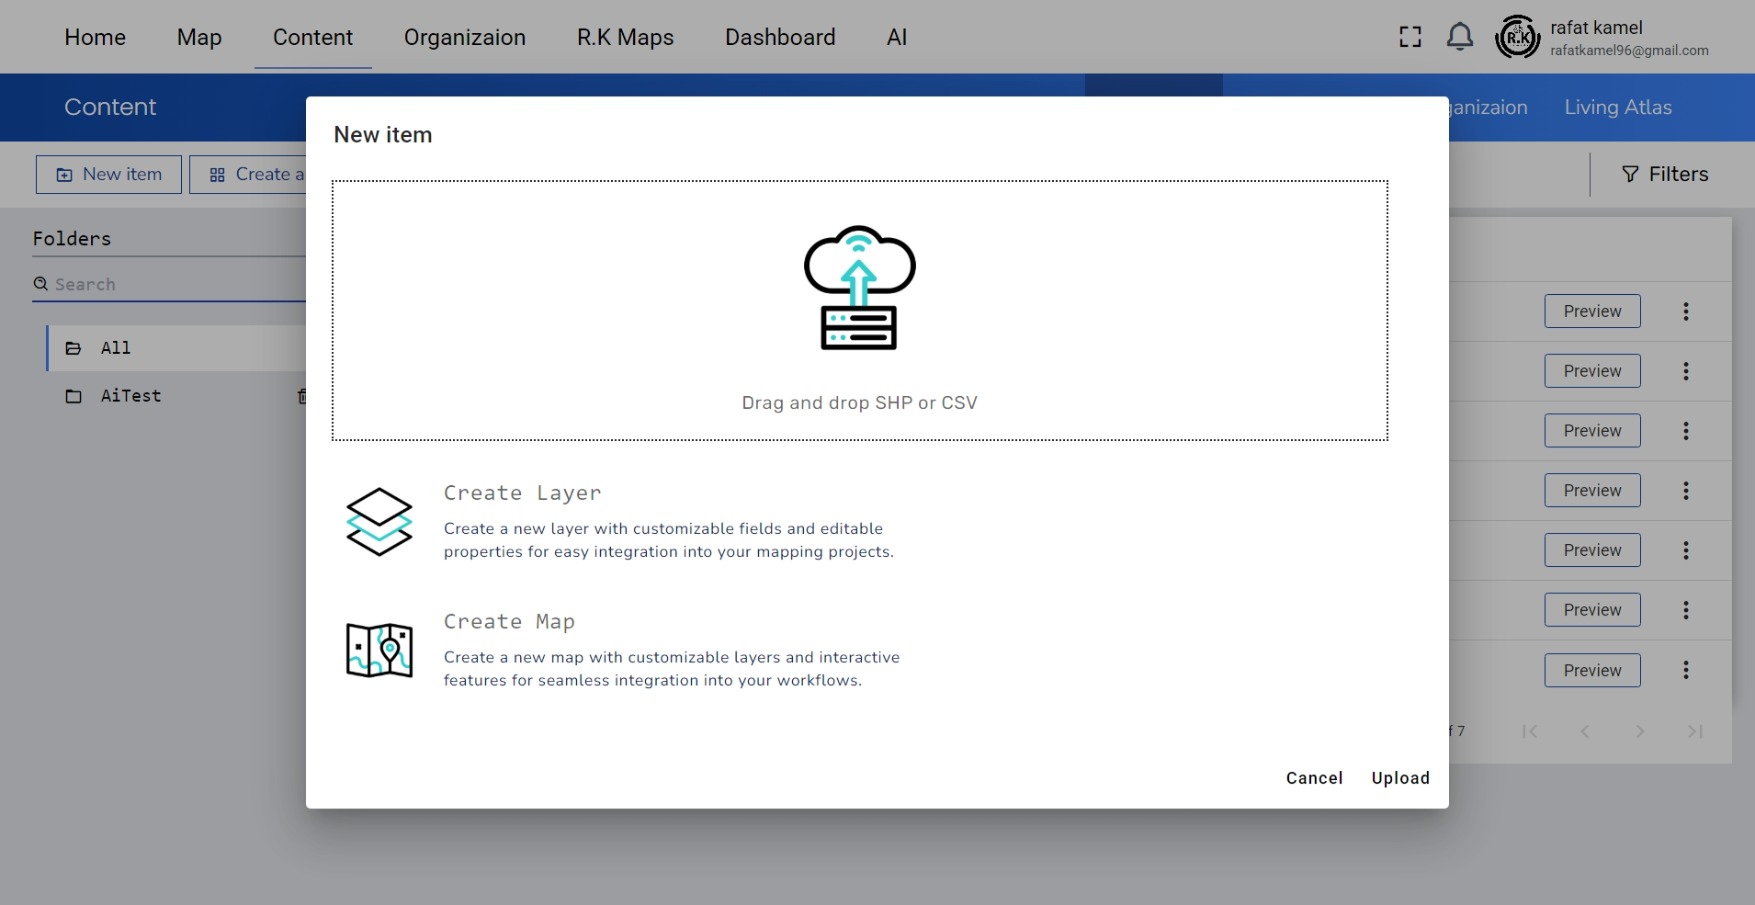 Home Map Content Organizaion R.K Maps Dashboard AI
R.K
rafat kamel
rafatkamel96@gmail.com
Content
Living Atlas
New item
Filters
Folders
Search
All
AiTest
New item
Drag and drop SHP or CSV
Create Layer
Create a new layer with customizable fields and editable
properties for easy integration into your mapping projects.
Create Map
Create a new map with customizable layers and interactive
features for seamless integration into your workflows.
Cancel Upload
Preview
Preview
Preview
Preview
Preview
Preview
Preview
7